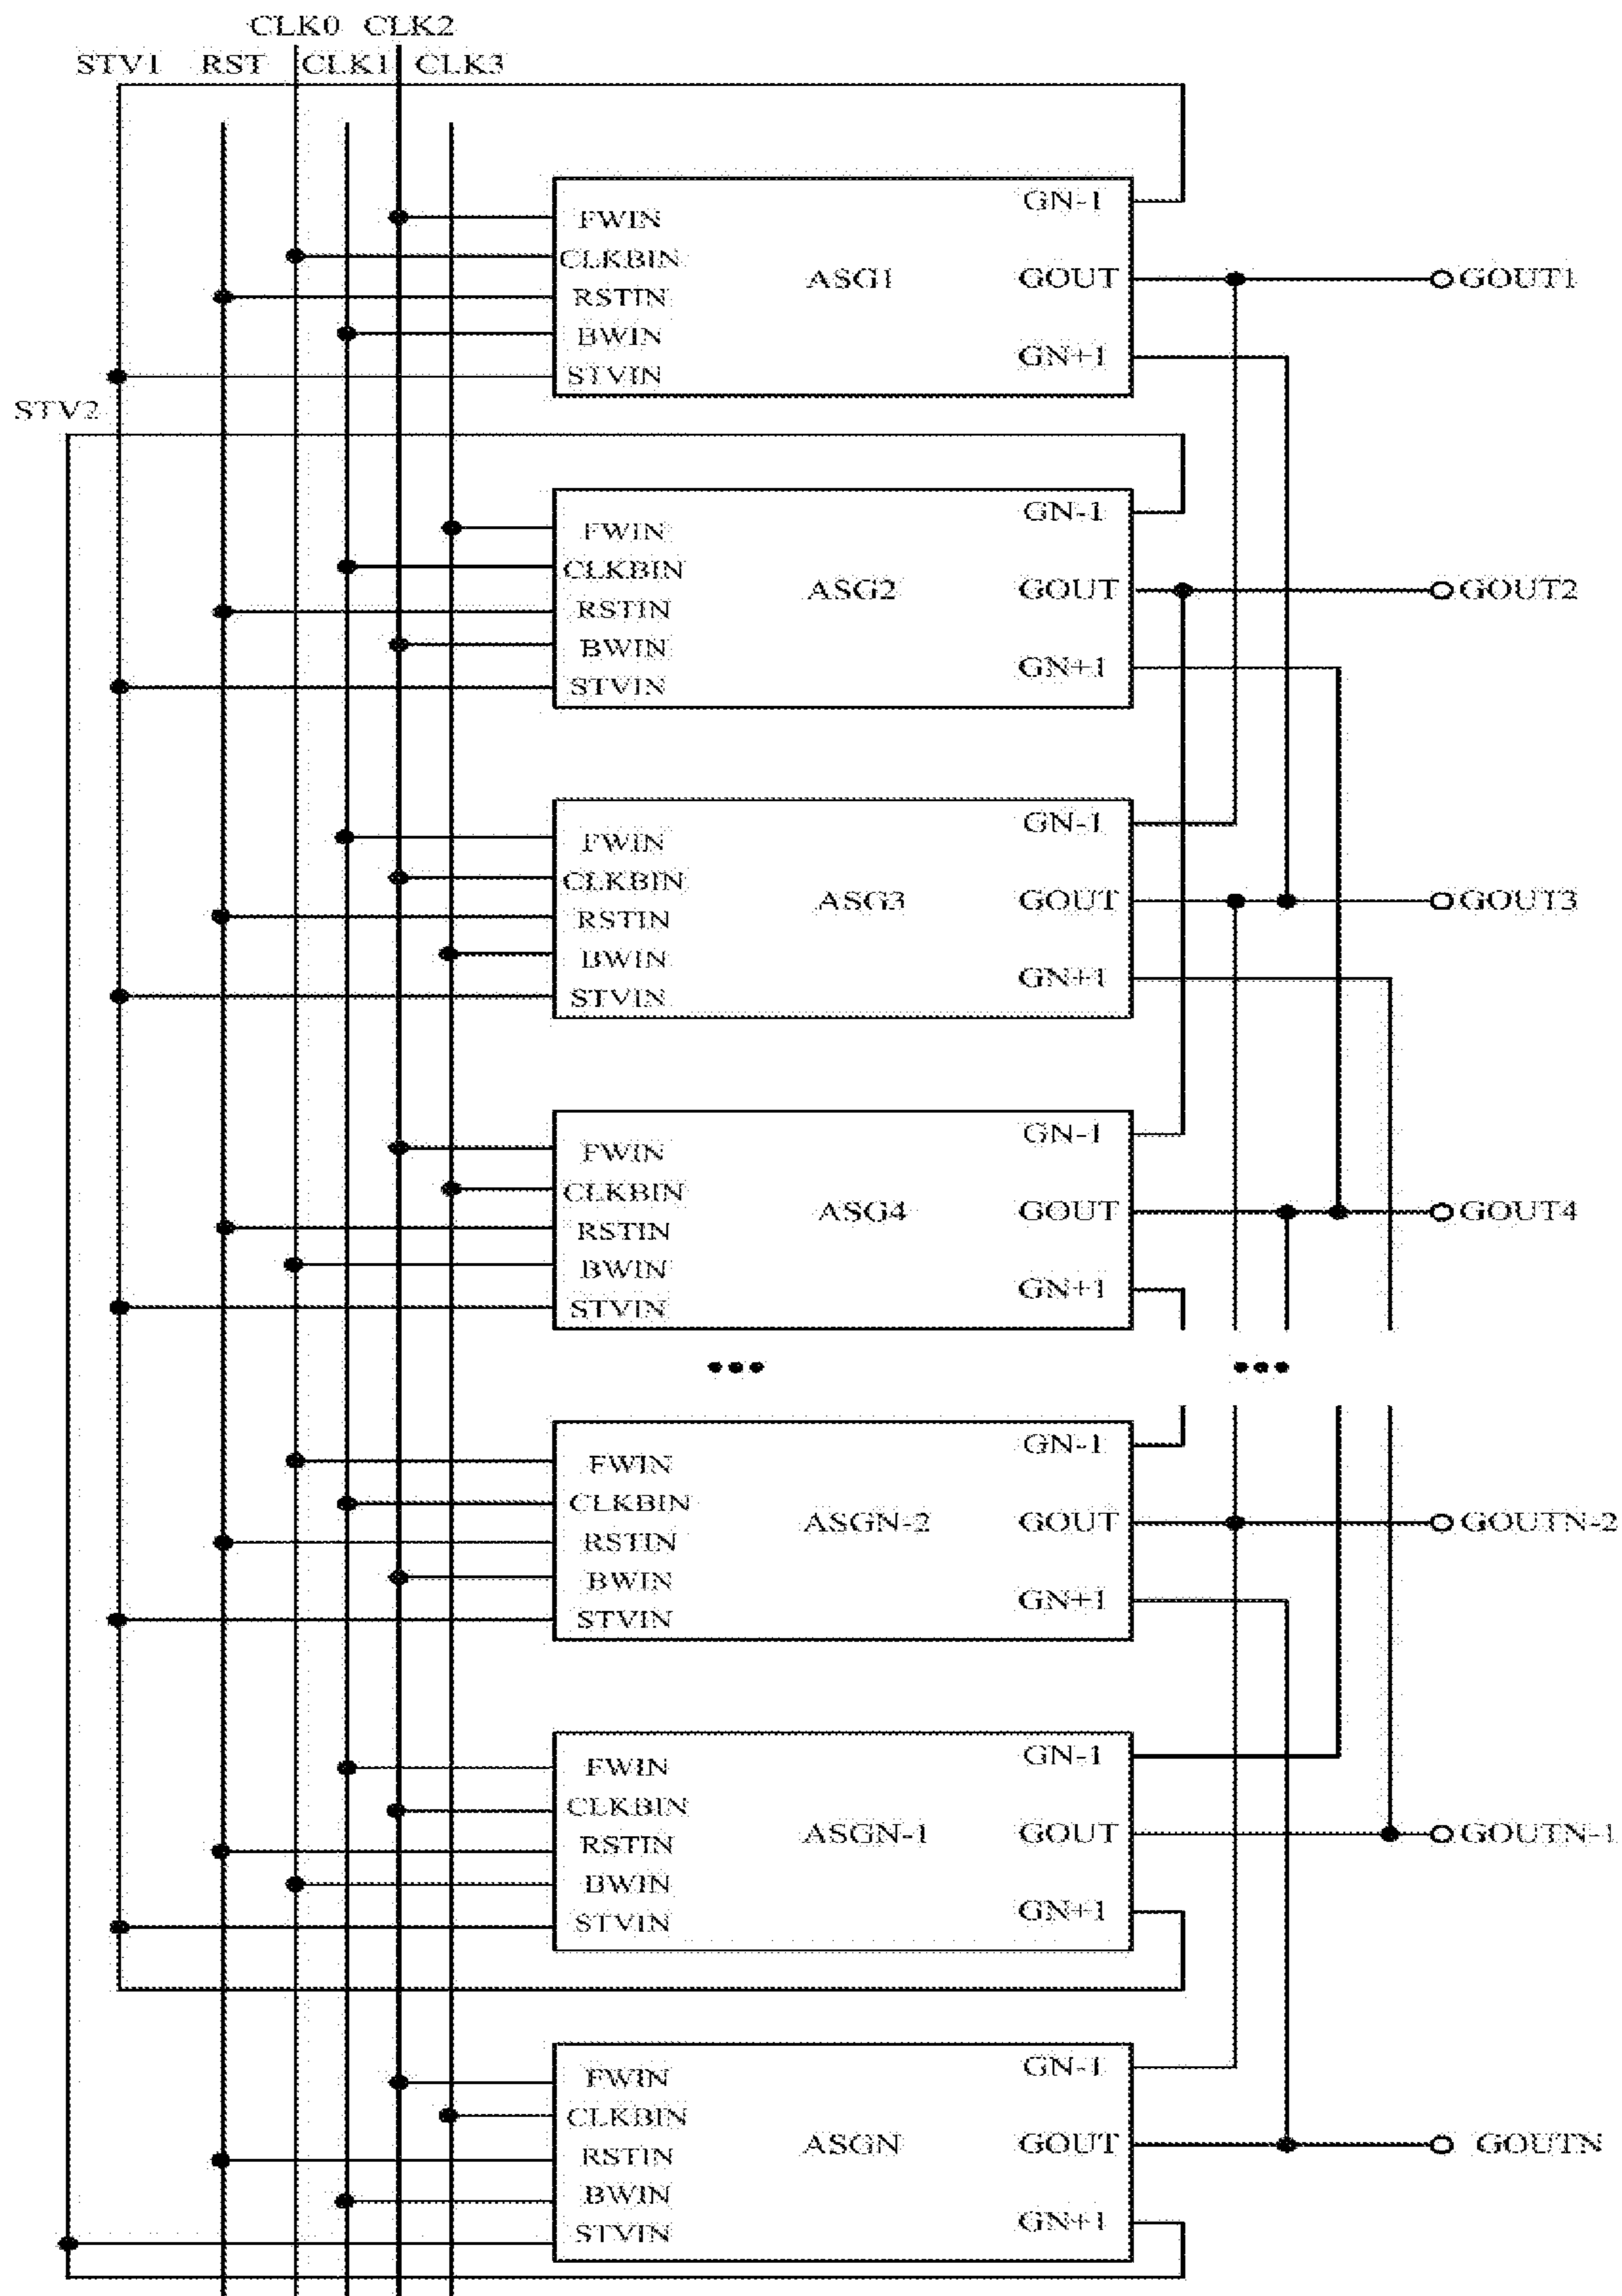 CLK0 CLK2
STV1 RST CLK1 CLK3
GN-1
FWIN
CLKBIN ASG1 GOUT GOUT1
RSTIN
BWIN GN+1
STVIN
STV2
GN-1
FWIN
CLKBIN ASG2 GOUT GOUT2
RSTIN
BWIN GN+1
STVIN
GN-1
FWIN
CLKBIN ASG3 GOUT GOUT3
RSTIN
BWIN GN+1
STVIN
GN-1
FWIN
CLKBIN ASG4 GOUT GOUT4
RSTIN
BWIN GN+1
STVIN
••• •••
GN-1
FWIN
CLKBIN ASGN-2 GOUT GOUTN-2
RSTIN
BWIN GN+1
STVIN
GN-1
FWIN
CLKBIN ASGN-1 GOUT GOUTN-1
RSTIN
BWIN GN+1
STVIN
GN-1
FWIN
CLKBIN ASGN GOUT GOUTN
RSTIN
BWIN GN+1
STVIN